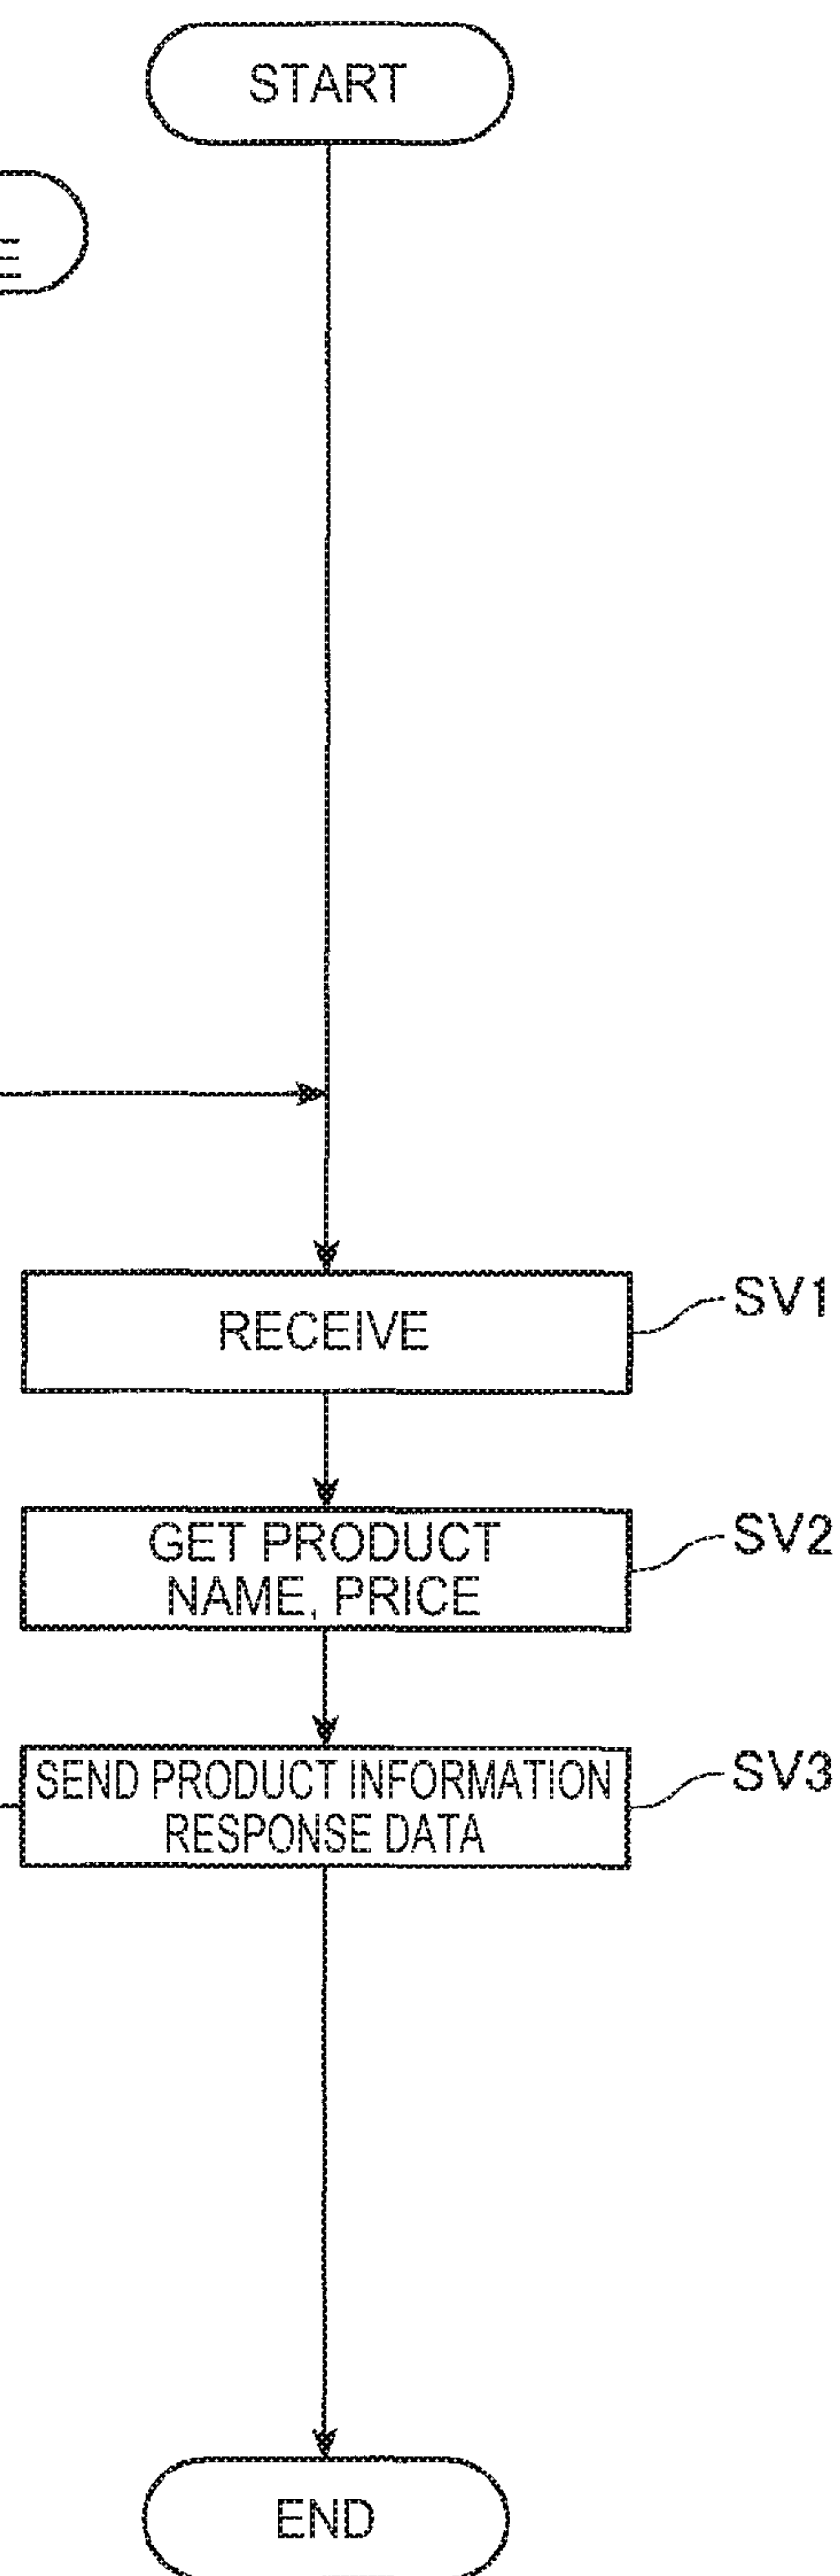 START
E
RECEIVE
SV1
GET PRODUCT
NAME, PRICE
SV2
SEND PRODUCT INFORMATION
RESPONSE DATA
SV3
END